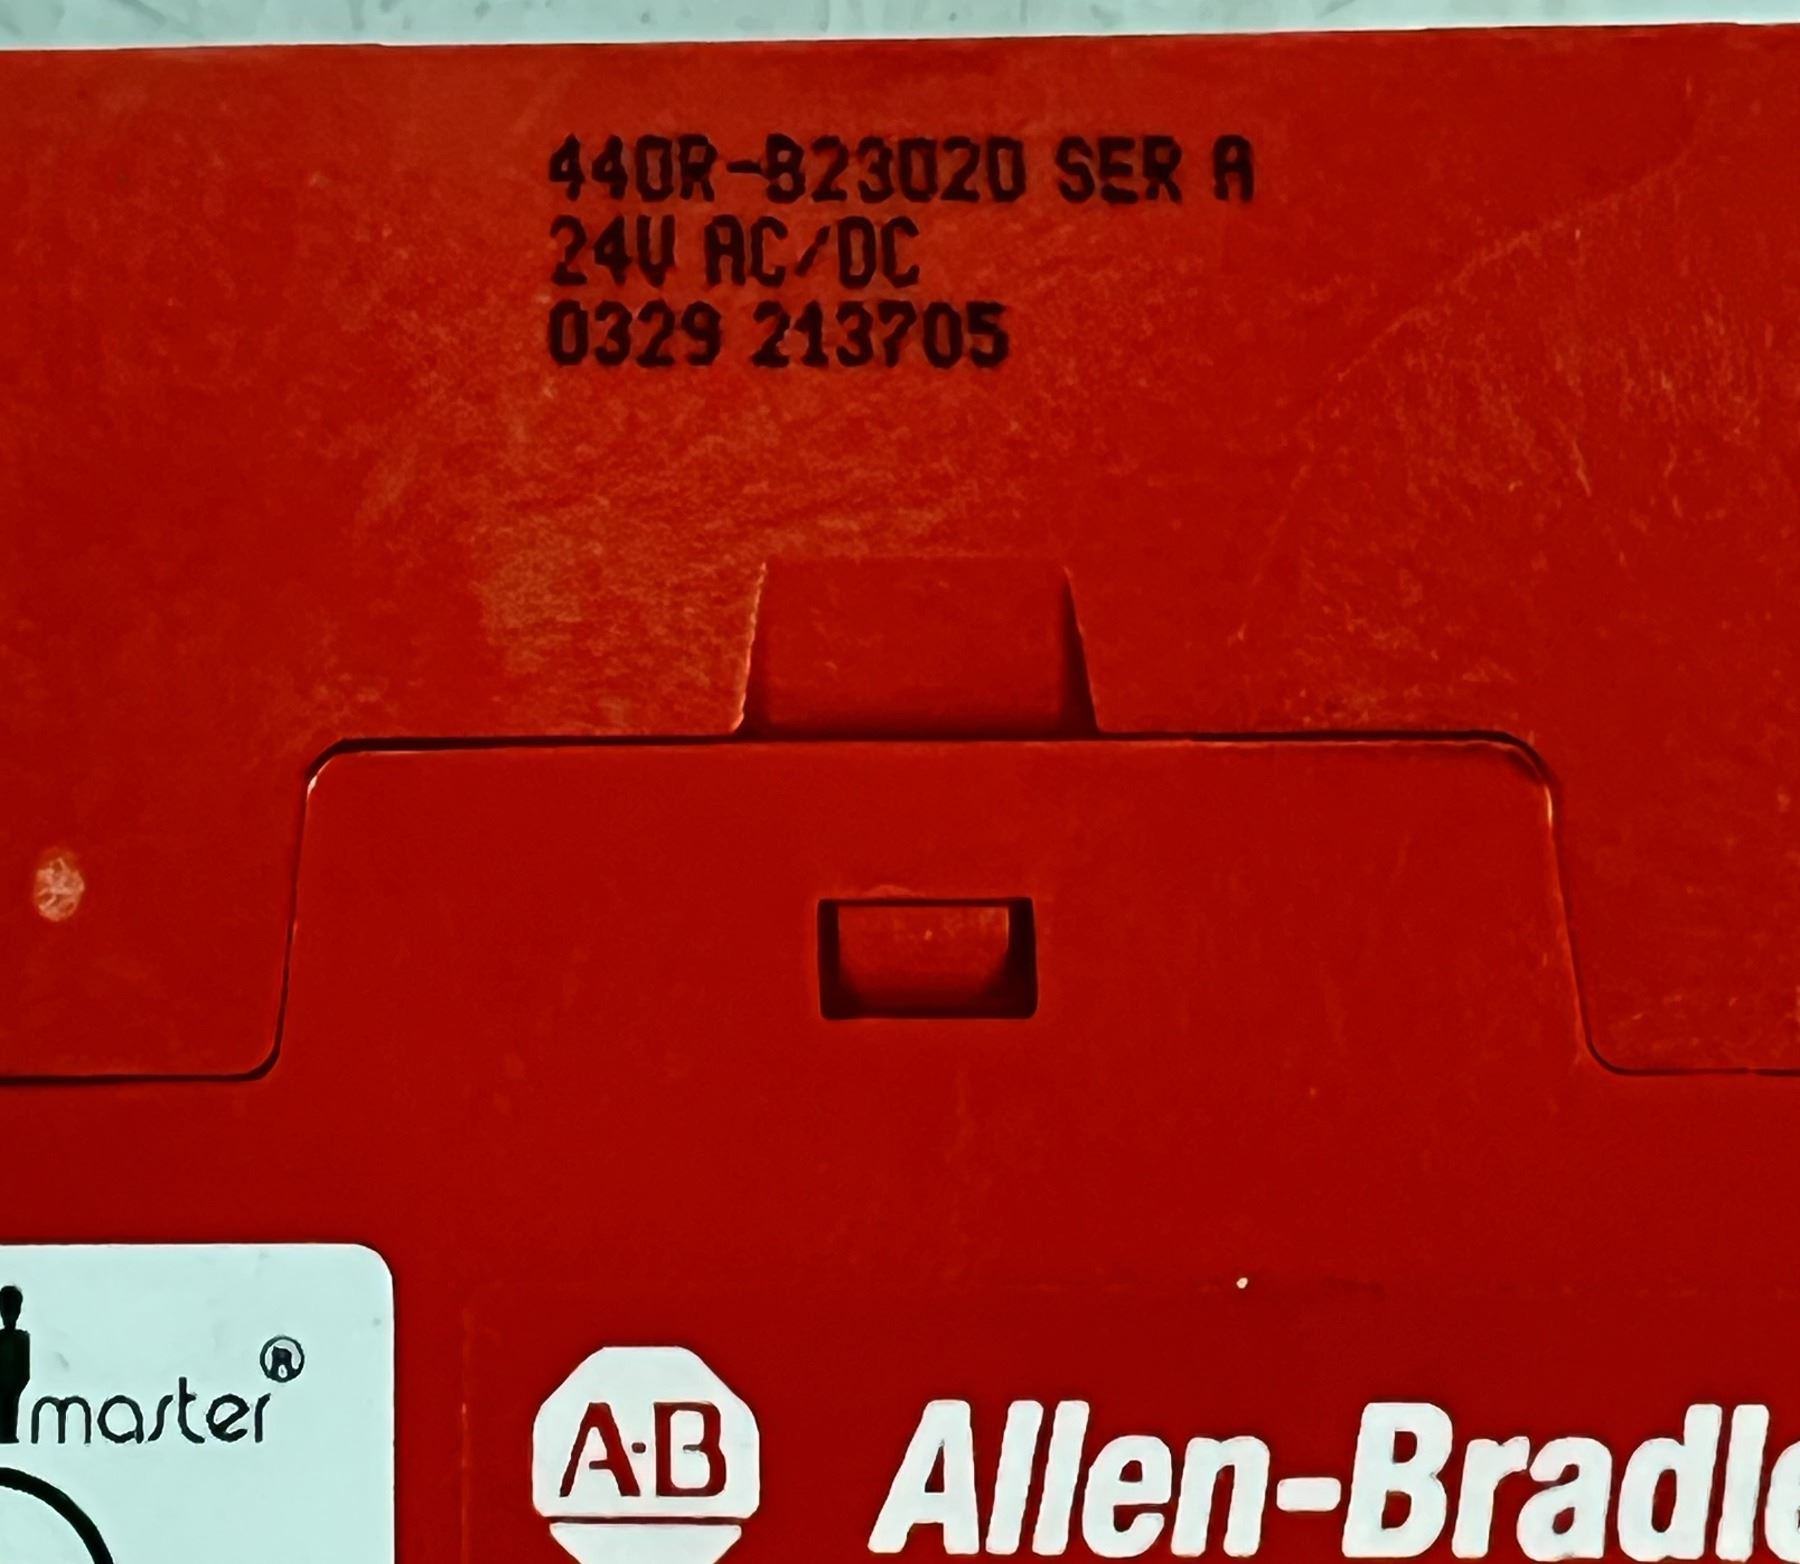 440R-B23020 SER A
24V AC/DC
0329 213705
master®
A·B
Allen-Bradle